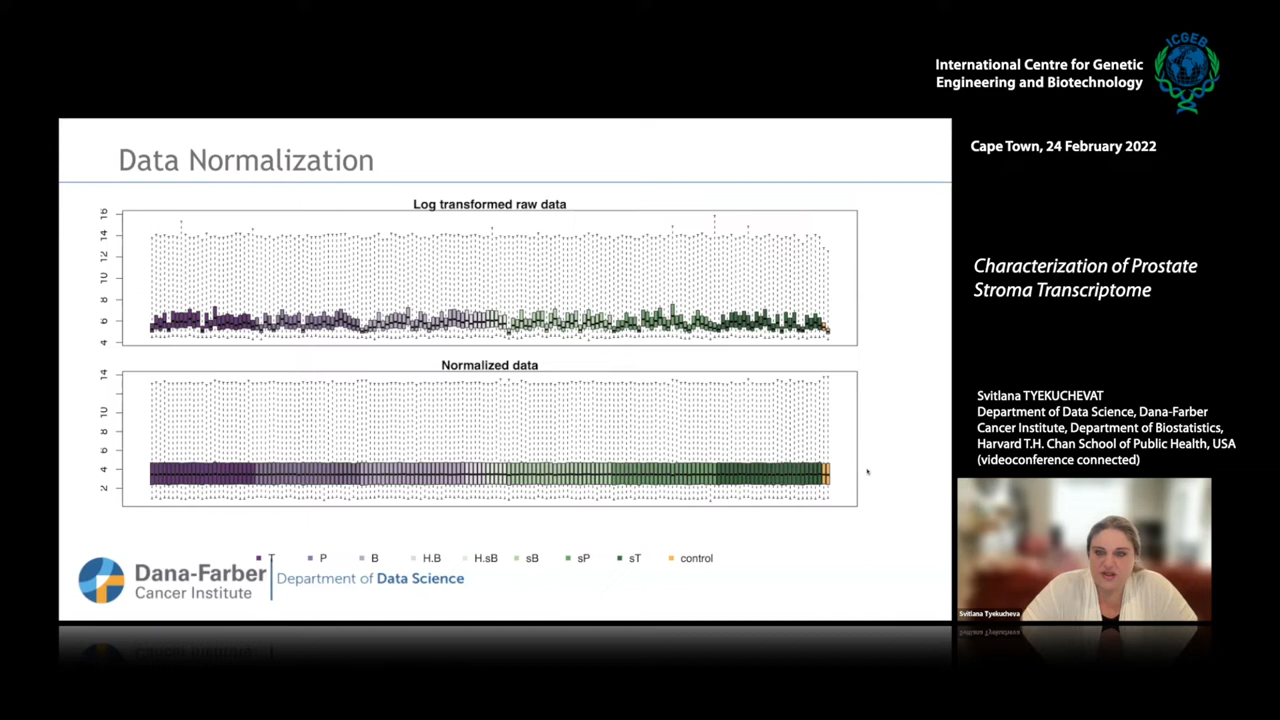 ICGEB
International Centre for Genetic
Engineering and Biotechnology
Cape Town, 24 February 2022
Data Normalization
Log transformed raw data
16
14
12
10
8
6
4
Normalized data
14
10
8
6
4
2
T P B H.B H.sB sB sP sT control
Dana-Farber
Cancer Institute
Department of Data Science
Characterization of Prostate
Stroma Transcriptome
Svitlana TYEKUCHEVAT
Department of Data Science, Dana-Farber
Cancer Institute, Department of Biostatistics,
Harvard T.H. Chan School of Public Health, USA
(videoconference connected)
Svitlana Tyekucheva